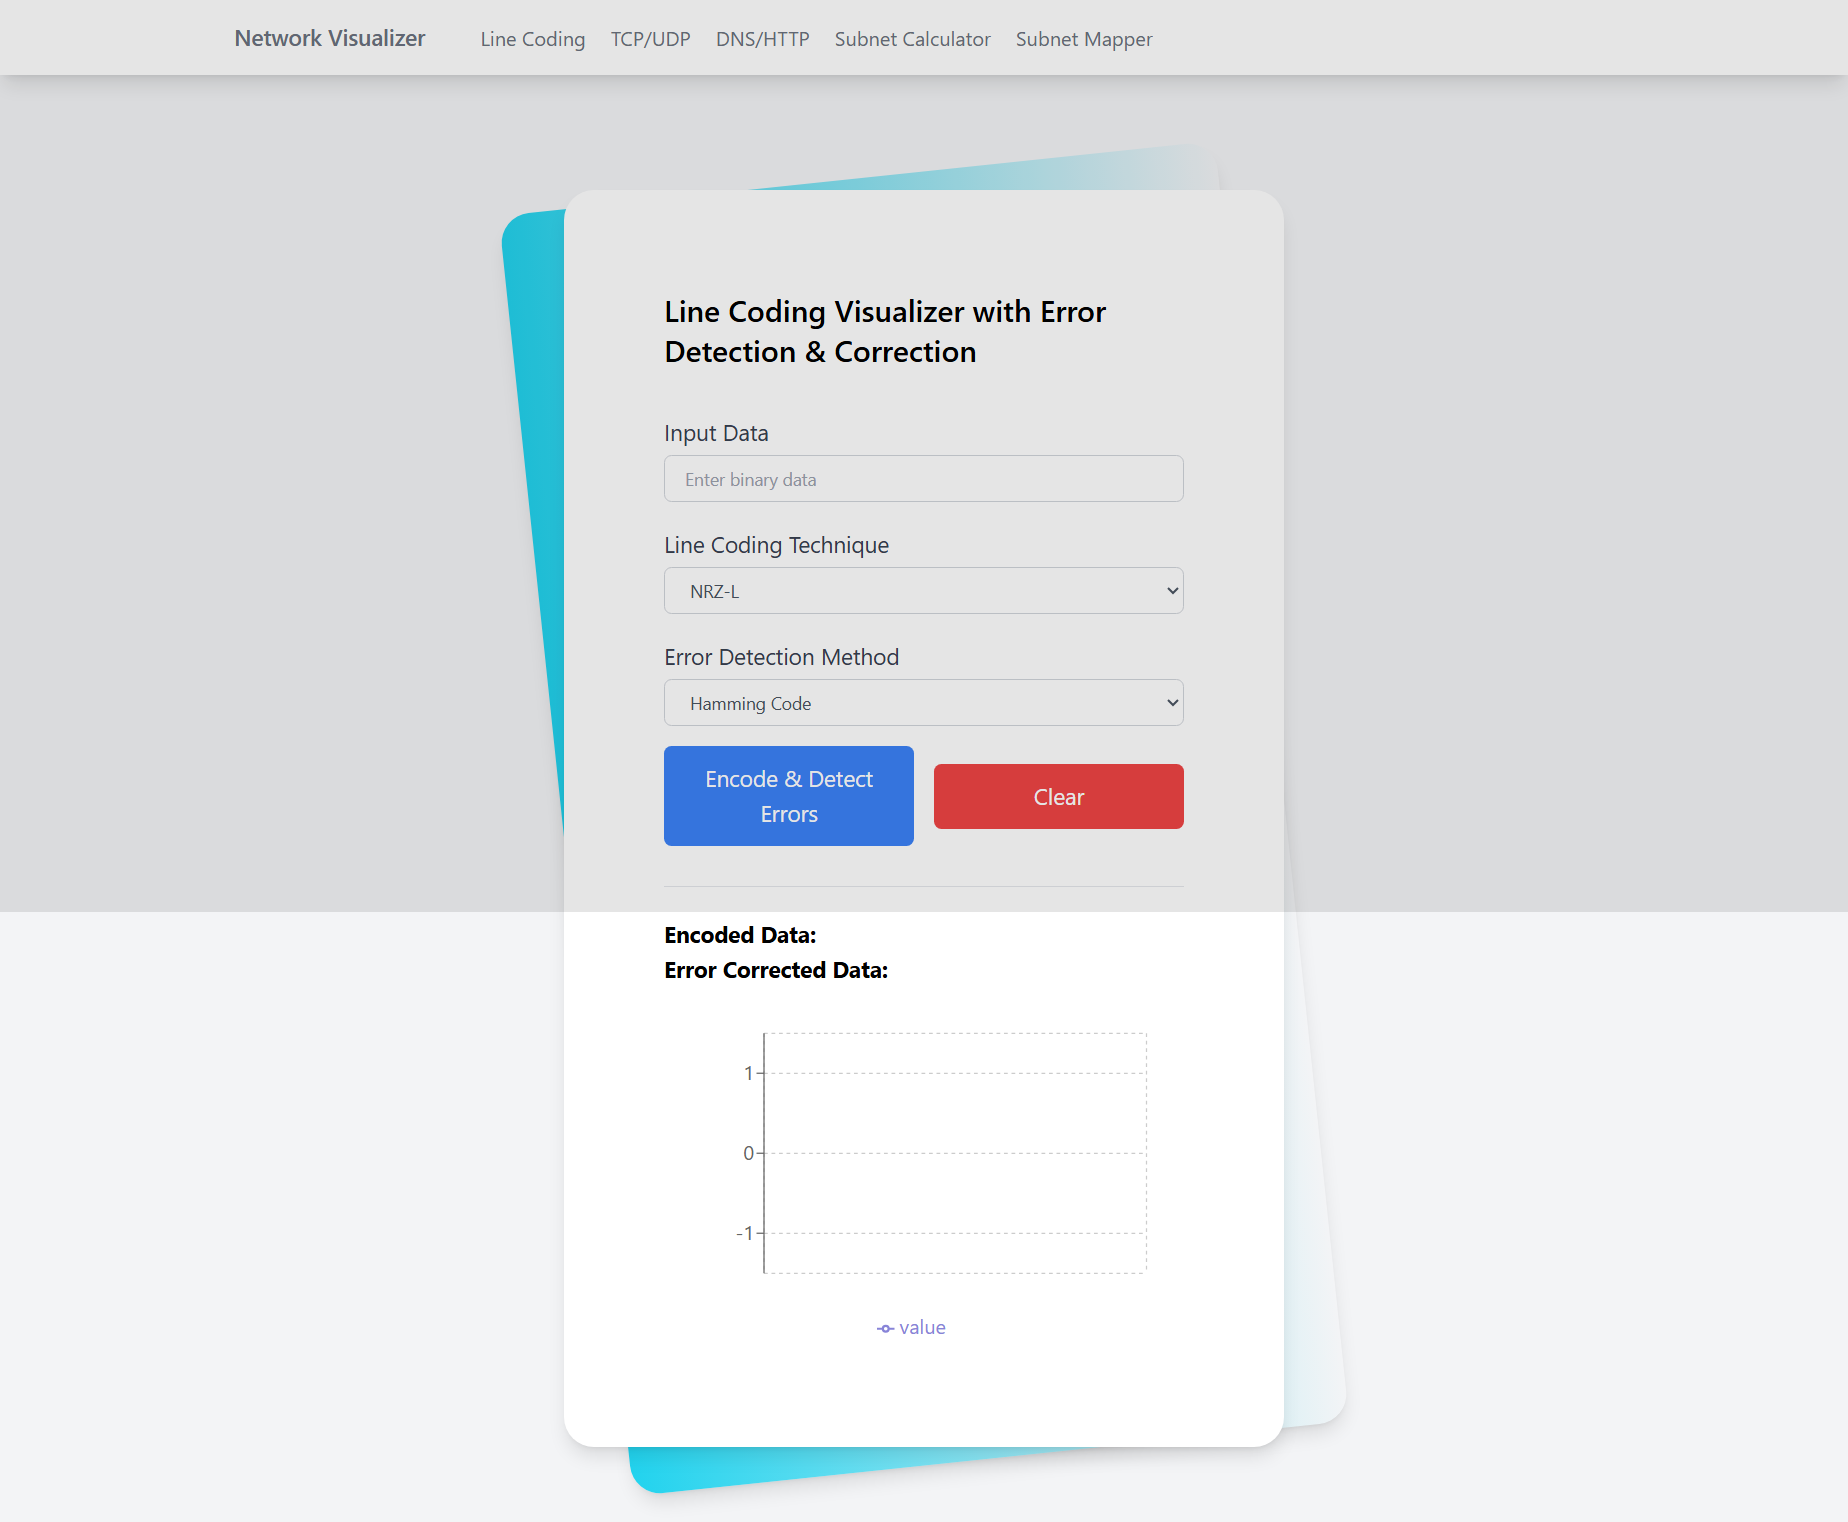 Network Visualizer Line Coding TCP/UDP DNS/HTTP Subnet Calculator Subnet Mapper
Line Coding Visualizer with Error
Detection & Correction
Input Data
Enter binary data
Line Coding Technique
NRZ-L
Error Detection Method
Hamming Code
Encode & Detect
Errors
Clear
Encoded Data:
Error Corrected Data:
1
0
-1
value